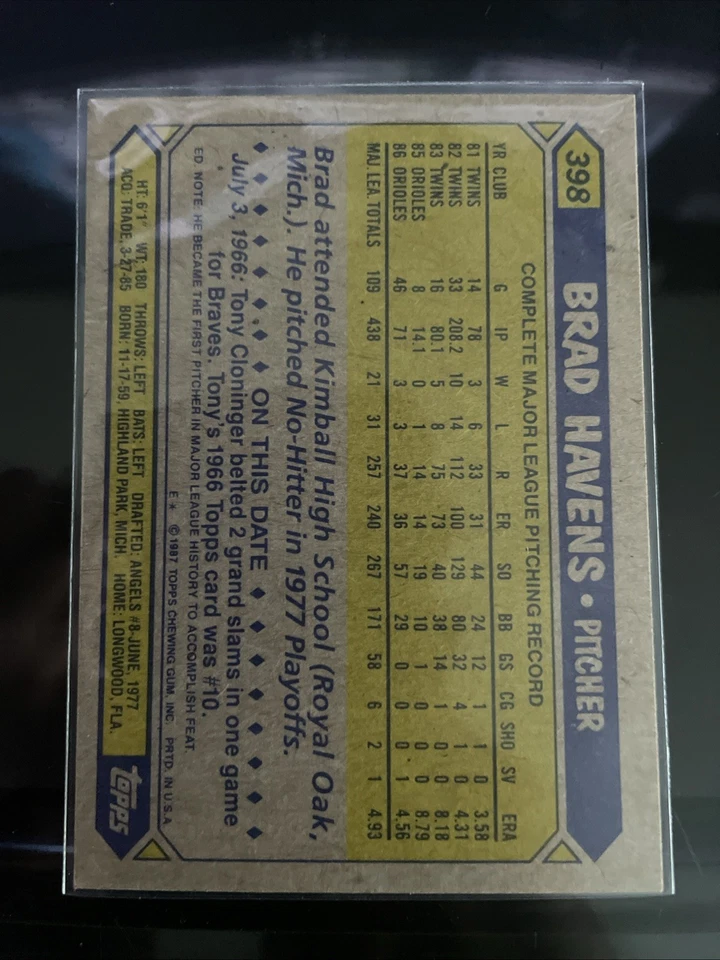 398 BRAD HAVENS • PITCHER
COMPLETE MAJOR LEAGUE PITCHING RECORD
YR CLUB G IP W L R ER SO BB GS CG SHO SV ERA
81 TWINS 14 78 3 6 33 31 44 24 12 1 1 0 3.58
82 TWINS 33 208.2 10 14 112 100 129 80 32 4 1 0 4.31
83 TWINS 16 80.1 5 8 75 73 40 38 14 1 0 0 8.18
85 ORIOLES 8 14.1 0 1 14 14 19 10 1 0 0 0 8.79
86 ORIOLES 46 71 3 3 37 36 57 29 0 0 0 1 4.56
MAJ. LEA. TOTALS 109 438 21 31 257 240 267 171 58 6 2 1 4.93
Brad attended Kimball High School (Royal Oak,
Mich.). He pitched No-Hitter in 1977 Playoffs.
♦ ♦ ♦ ♦ ♦ ♦ ON THIS DATE ♦ ♦ ♦ ♦ ♦ ♦
July 3, 1966: Tony Cloninger belted 2 grand slams in one game
for Braves. Tony's 1966 Topps card was #10.
ED. NOTE: HE BECAME THE FIRST PITCHER IN MAJOR LEAGUE HISTORY TO ACCOMPLISH FEAT.
E* © 1987 TOPPS CHEWING GUM, INC. PRTD. IN U.S.A.
HT: 6'1" WT: 180 THROWS: LEFT BATS: LEFT DRAFTED: ANGELS #8-JUNE, 1977
ACQ: TRADE, 3-27-85 BORN: 11-17-59, HIGHLAND PARK, MICH. HOME: LONGWOOD, FLA.
TOPPS